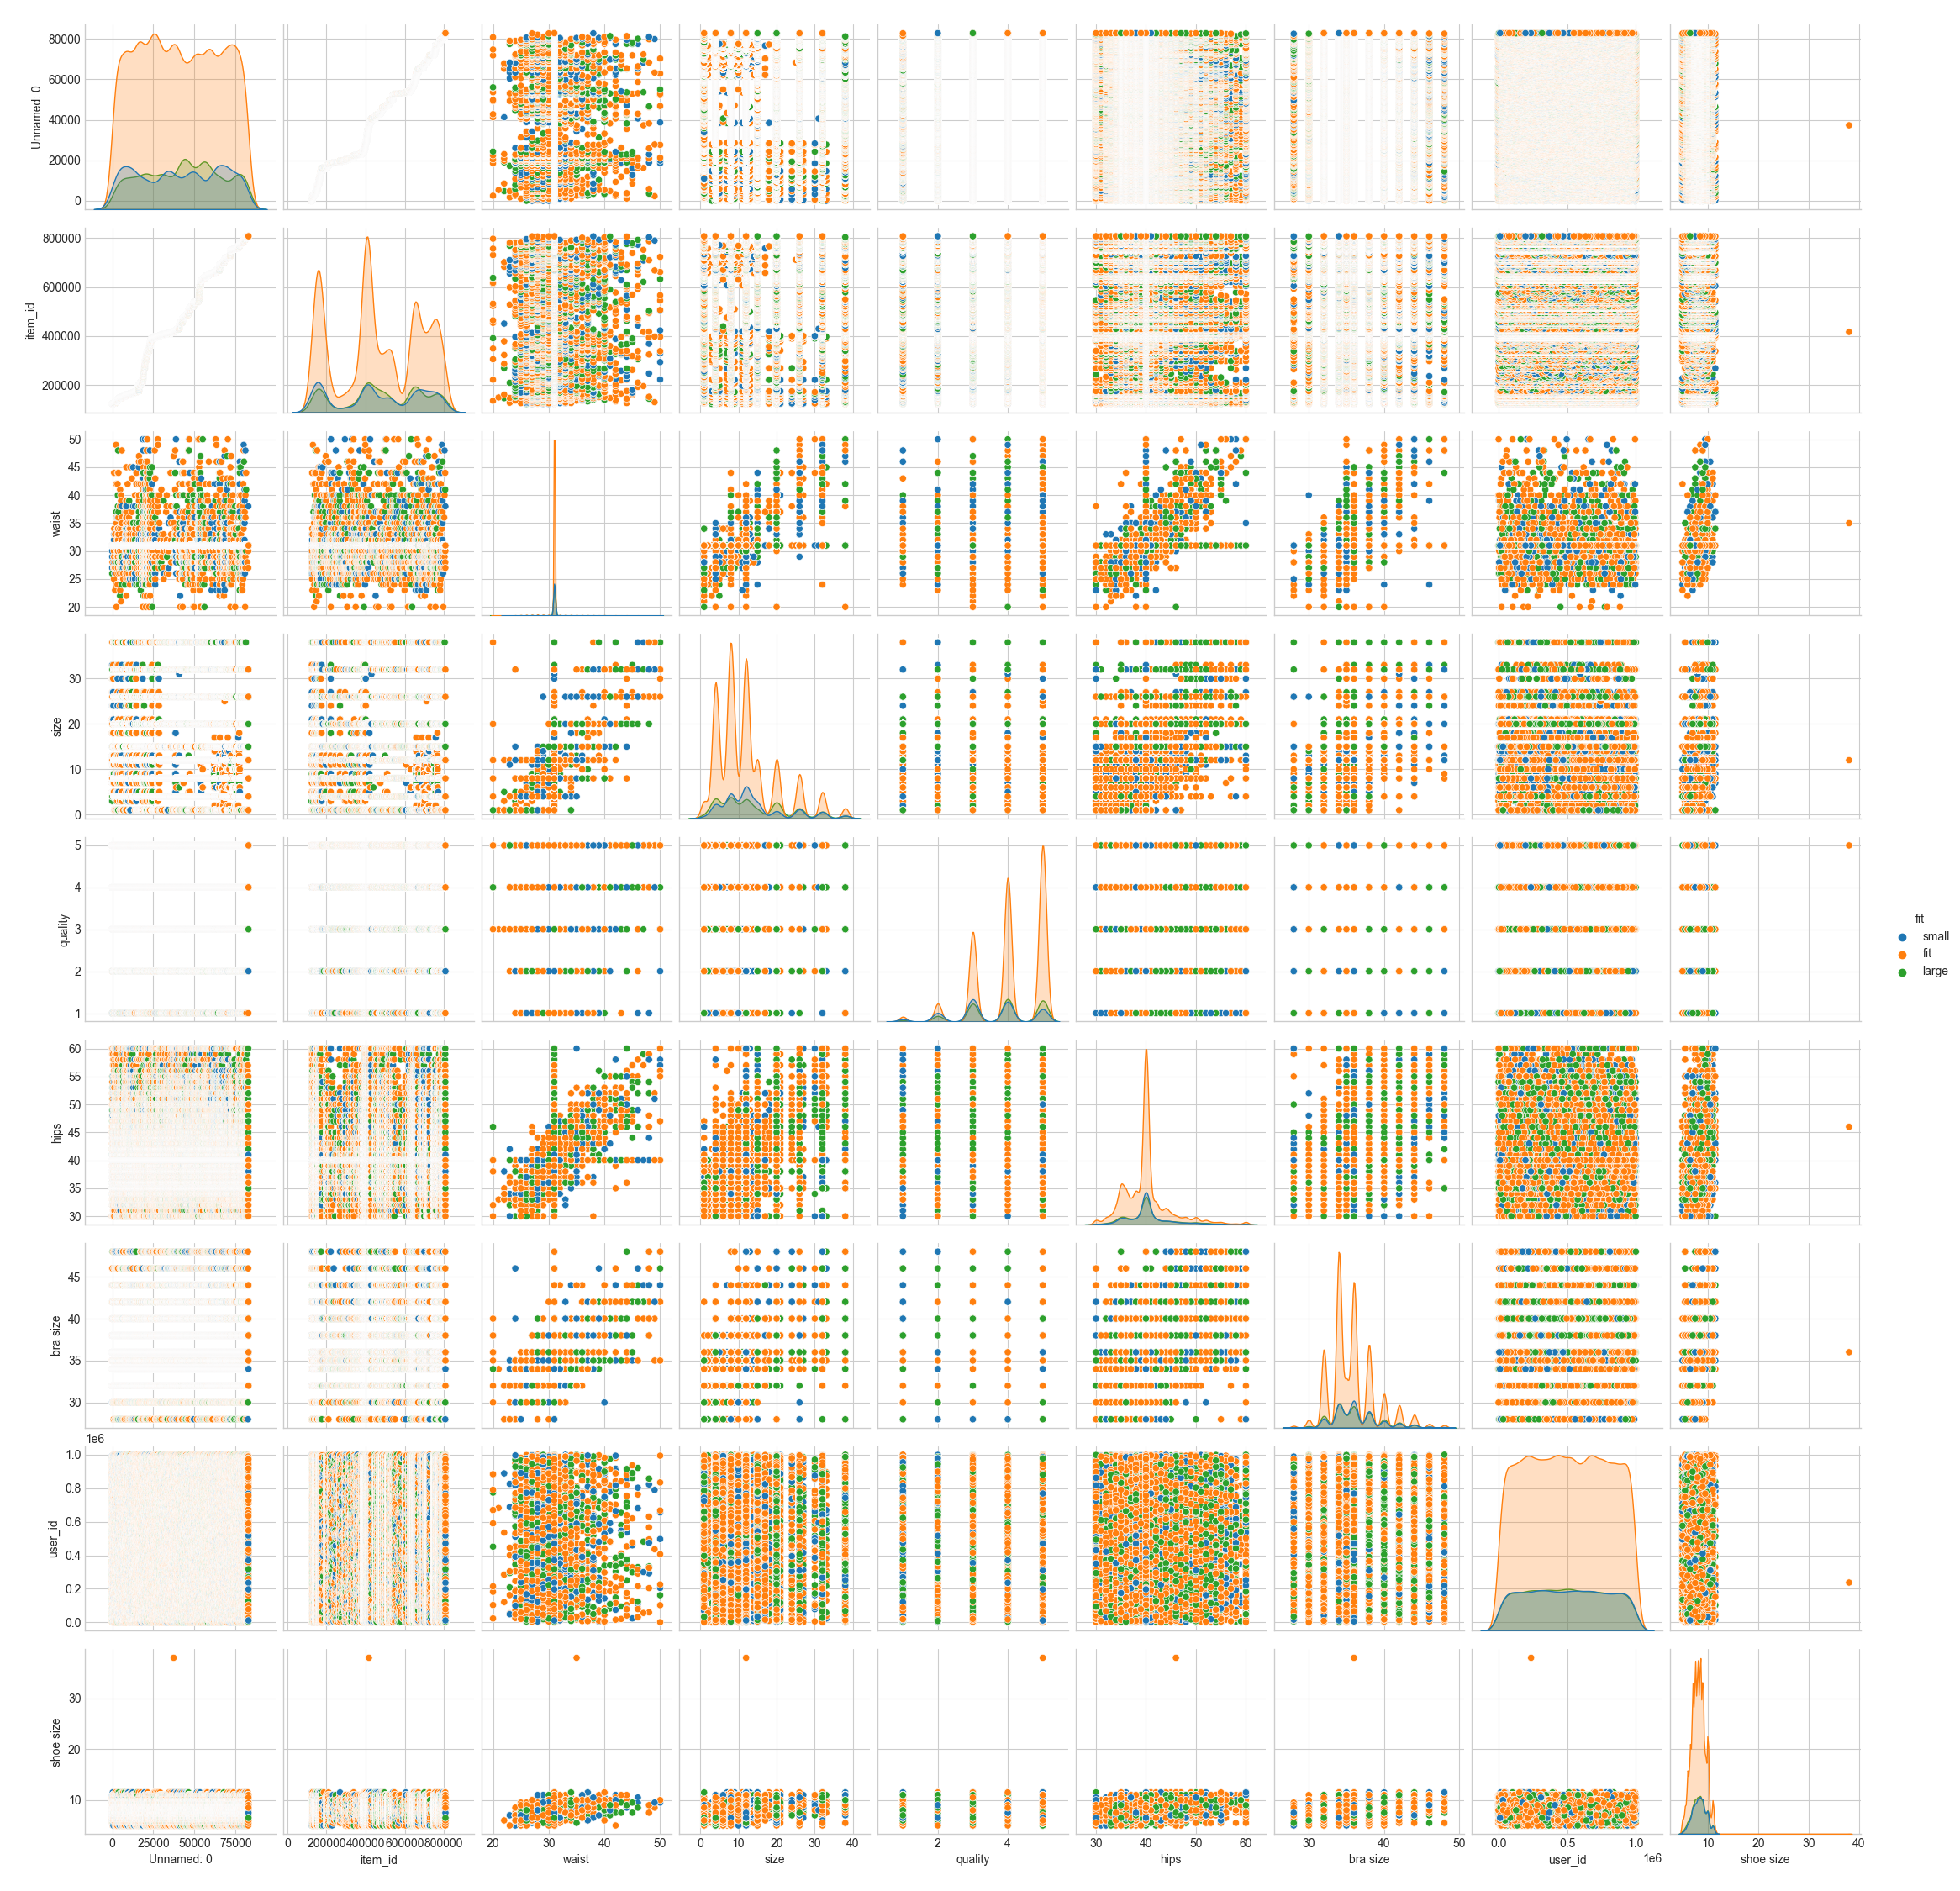 80000
60000
40000
20000
0
Unnamed: 0
800000
600000
400000
200000
item_id
50
45
40
35
30
25
20
waist
30
20
10
0
size
5
4
3
2
1
quality
fit
small
fit
large
60
55
50
45
40
35
30
hips
45
40
35
30
bra size
1e6
1.0
0.8
0.6
0.4
0.2
0.0
user_id
30
20
10
shoe size
0 25000 50000 75000
0 200000 400000 600000 800000
20 30 40 50
0 10 20 30 40
2 4
30 40 50 60
30 40 50
0.0 0.5 1.0
10 20 30 40
Unnamed: 0 item_id waist size quality hips bra size user_id 1e6 shoe size